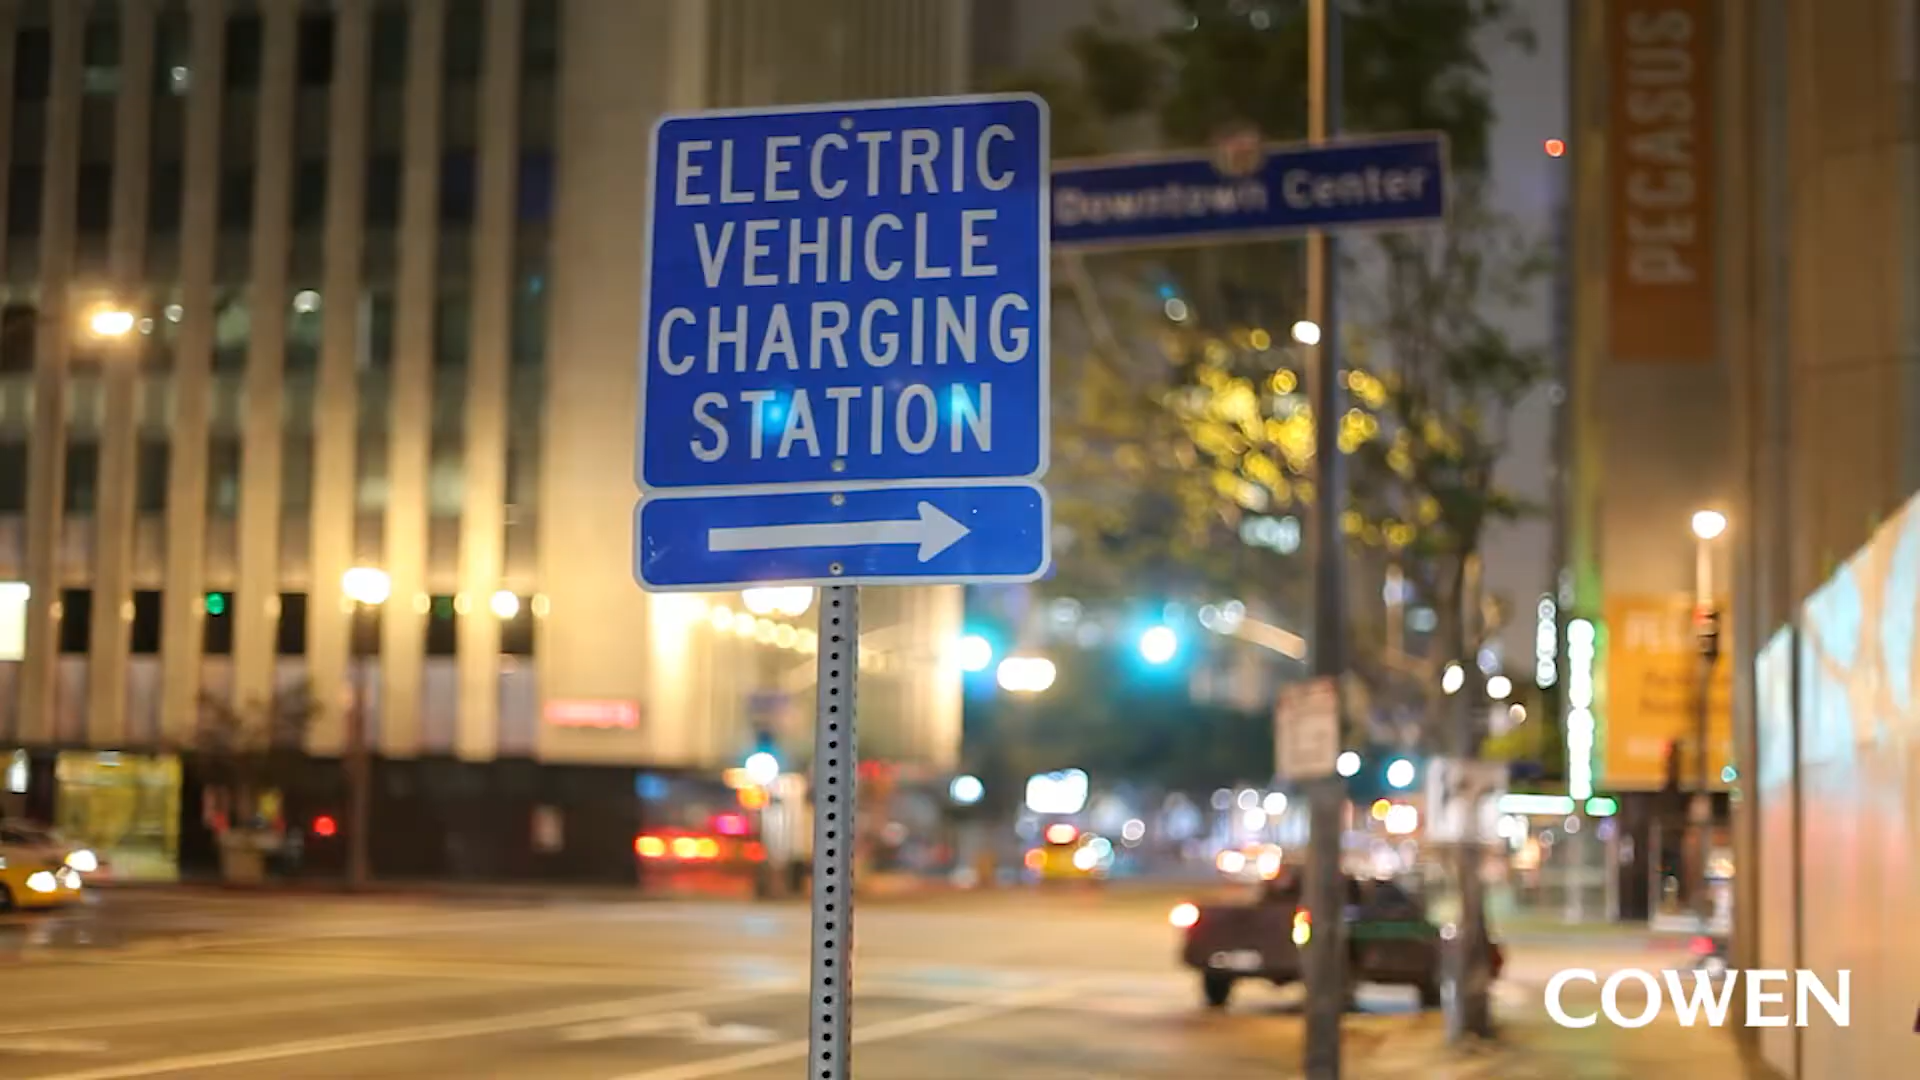 ELECTRIC
VEHICLE
CHARGING
STATION
Downtown Center
PEGASUS
COWEN